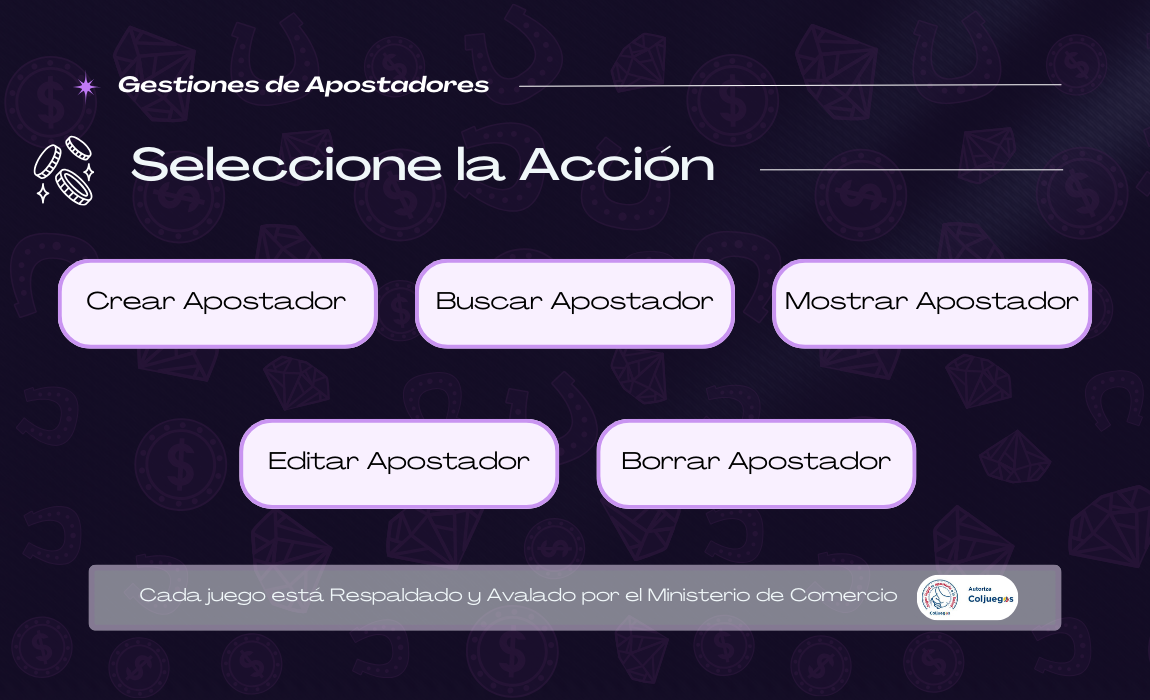 Gestiones de Apostadores
Seleccione la Acción
Crear Apostador
Buscar Apostador
Mostrar Apostador
Editar Apostador
Borrar Apostador
Cada juego está Respaldado y Avalado por el Ministerio de Comercio
Autoriza
Coljuegos
Coljuegos